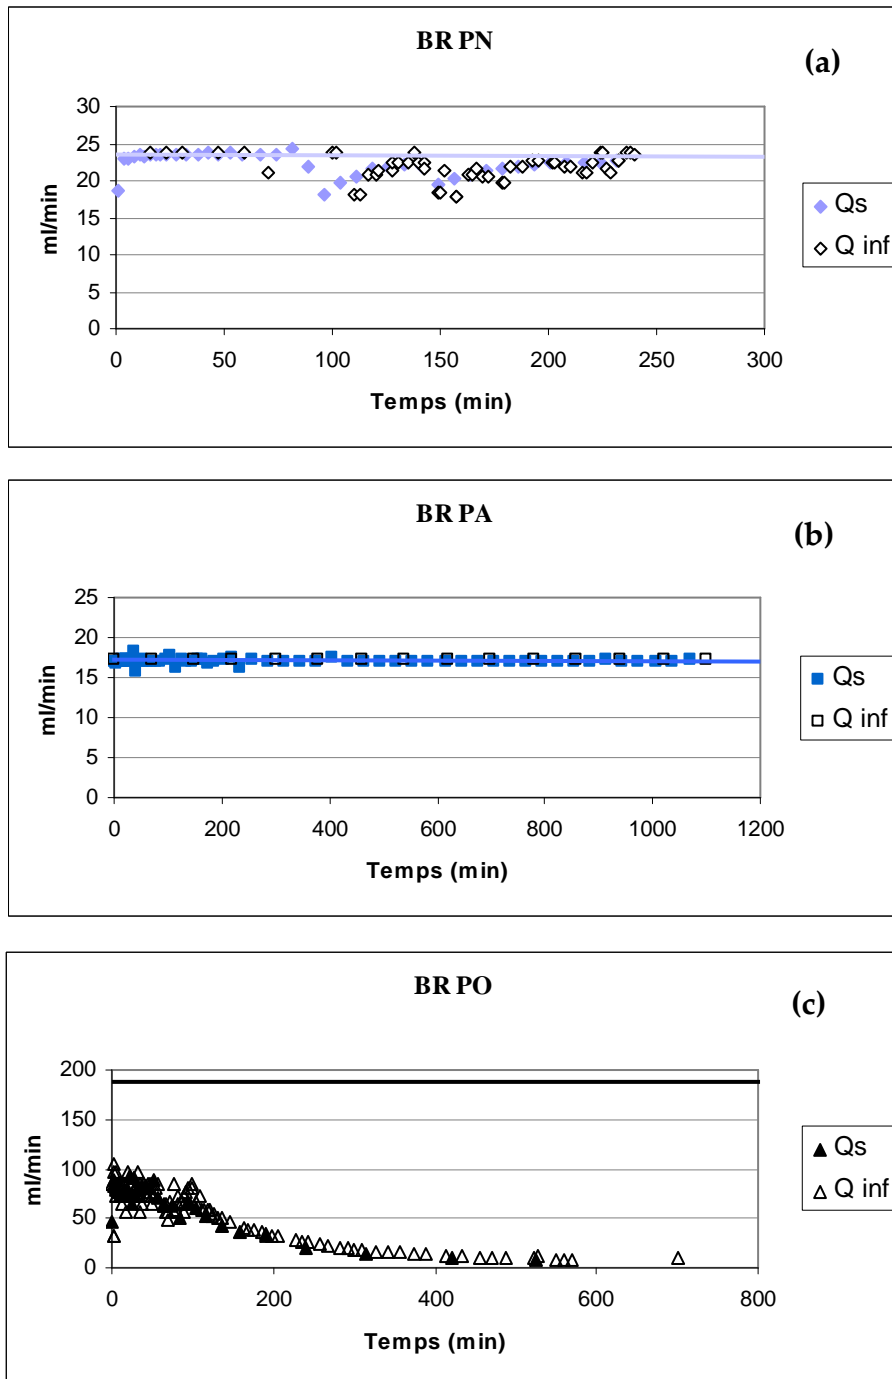 BR PN
(a)
30
25
20
15
10
5
0
ml/min
0 50 100 150 200 250 300
Temps (min)
Qs
Q inf
BR PA
(b)
25
20
15
10
5
0
ml/min
0 200 400 600 800 1000 1200
Temps (min)
Qs
Q inf
BR PO
(c)
200
150
100
50
0
ml/min
0 200 400 600 800
Temps (min)
Qs
Q inf